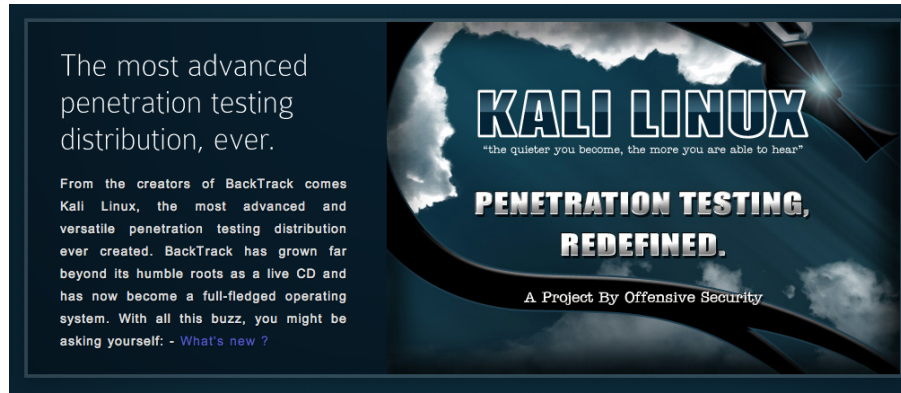 The most advanced
penetration testing
distribution, ever.
From the creators of BackTrack comes
Kali Linux, the most advanced and
versatile penetration testing distribution
ever created. BackTrack has grown far
beyond its humble roots as a live CD and
has now become a full-fledged operating
system. With all this buzz, you might be
asking yourself: - What's new ?
KALI LINUX
"the quieter you become, the more you are able to hear"
PENETRATION TESTING,
REDEFINED.
A Project By Offensive Security